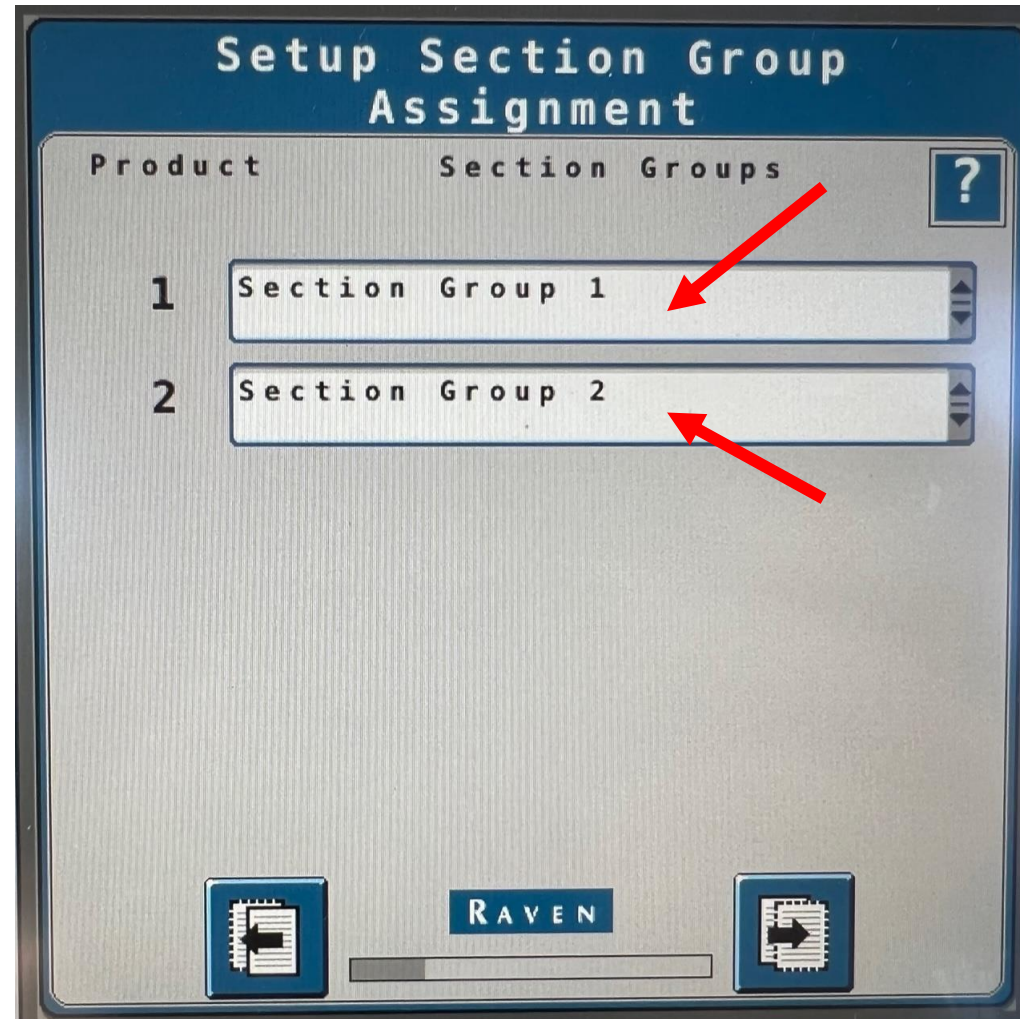 Setup Section Group
Assignment
Product Section Groups
?
1 Section Group 1
2 Section Group 2
RAVEN